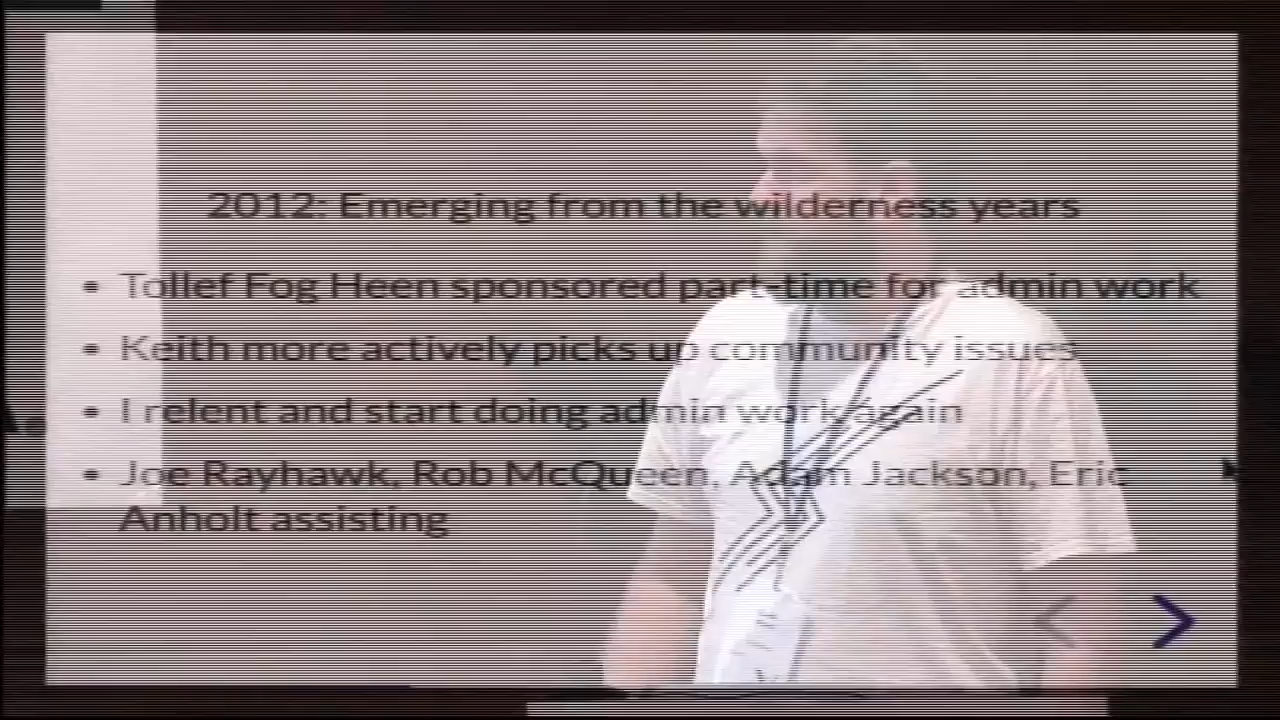 2012: Emerging from the wilderness years
• Tollef Fog Heen sponsored part-time for admin work
• Keith more actively picks up community issues
• I relent and start doing admin work again
• Joe Rayhawk, Rob McQueen, Adam Jackson, Eric
Anholt assisting